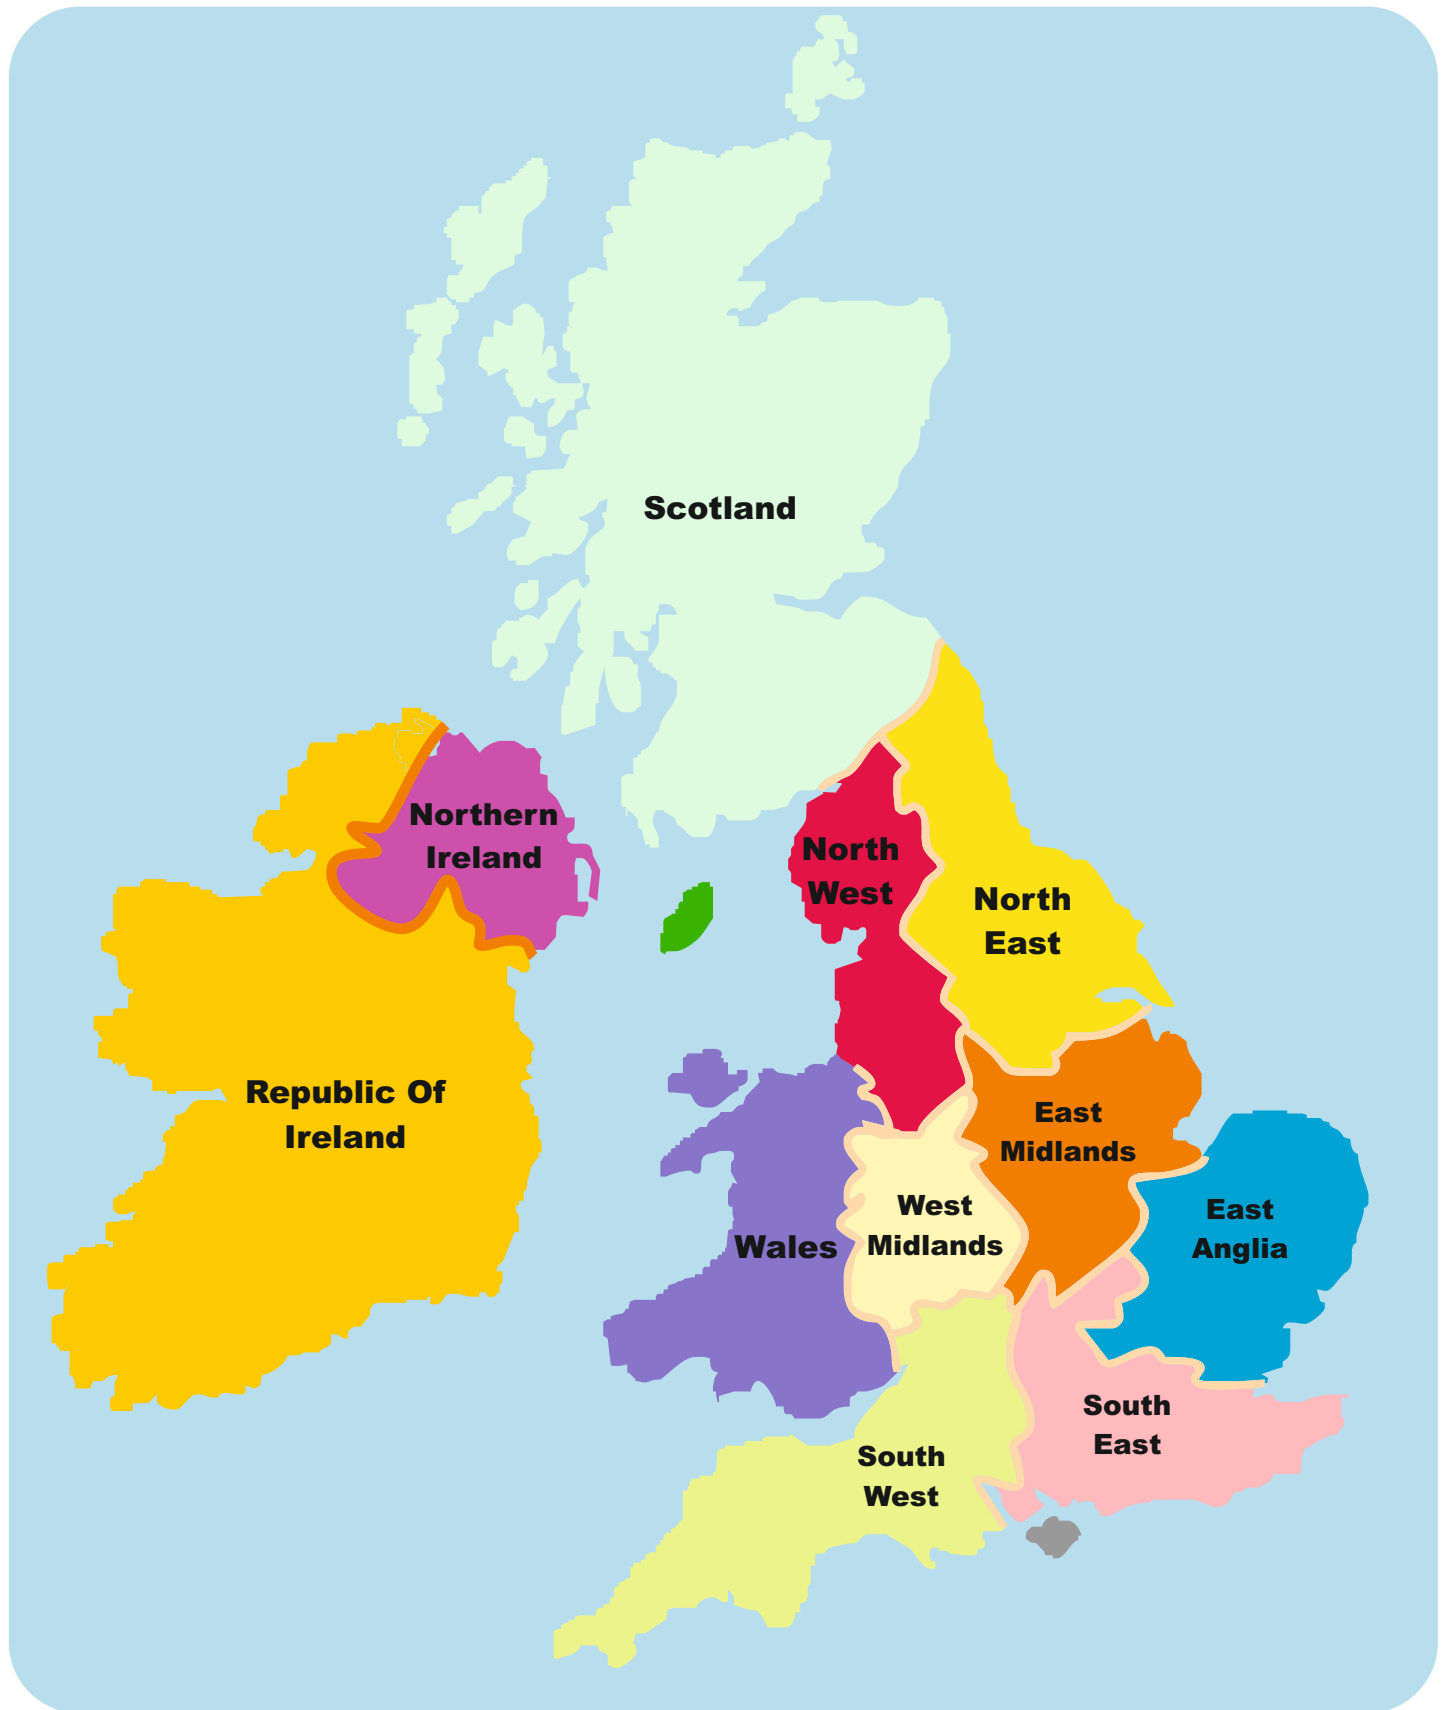 Scotland
Northern
Ireland
North
West
North
East
Republic Of
Ireland
East
Midlands
West
Midlands
East
Anglia
Wales
South
East
South
West